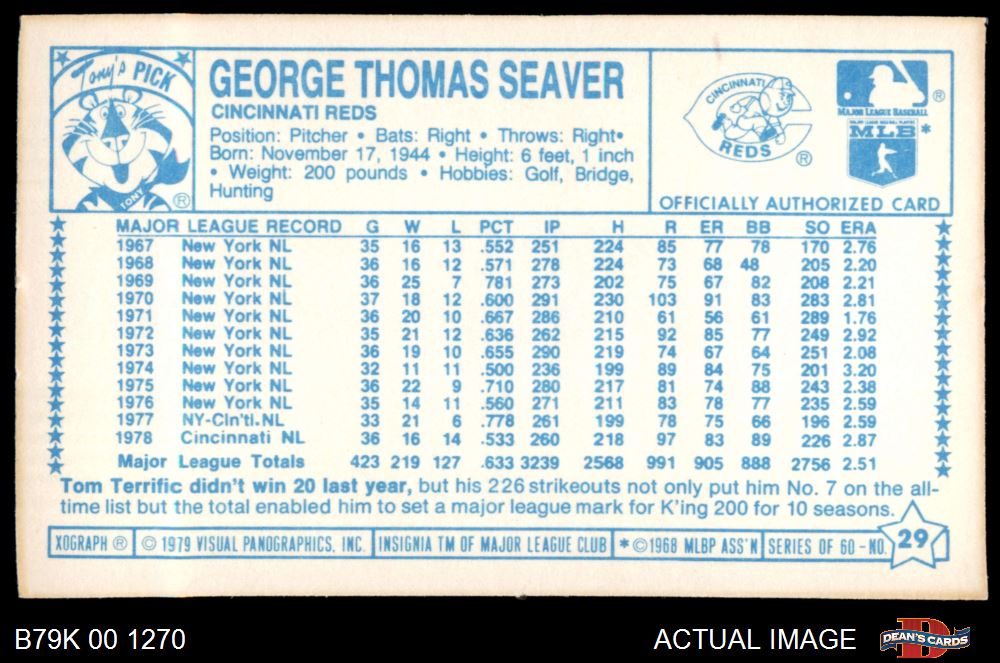 Tony's PICK
TONY
®
GEORGE THOMAS SEAVER
CINCINNATI REDS
Position: Pitcher • Bats: Right • Throws: Right•
Born: November 17, 1944 • Height: 6 feet, 1 inch
• Weight: 200 pounds • Hobbies: Golf, Bridge,
Hunting
CINCINNATI
REDS
®
®
MAJOR LEAGUE BASEBALL
MAJOR LEAGUE BASEBALL PLAYERS
MLB *
OFFICIALLY AUTHORIZED CARD
MAJOR LEAGUE RECORD G W L PCT IP H R ER BB SO ERA
1967 New York NL 35 16 13 .552 251 224 85 77 78 170 2.76
1968 New York NL 36 16 12 .571 278 224 73 68 48 205 2.20
1969 New York NL 36 25 7 781 273 202 75 67 82 208 2.21
1970 New York NL 37 18 12 .600 291 230 103 91 83 283 2.81
1971 New York NL 36 20 10 .667 286 210 61 56 61 289 1.76
1972 New York NL 35 21 12 .636 262 215 92 85 77 249 2.92
1973 New York NL 36 19 10 .655 290 219 74 67 64 251 2.08
1974 New York NL 32 11 11 .500 236 199 89 84 75 201 3.20
1975 New York NL 36 22 9 .710 280 217 81 74 88 243 2.38
1976 New York NL 35 14 11 .560 271 211 83 78 77 235 2.59
1977 NY-CIn'ti.NL 33 21 6 .778 261 199 78 75 66 196 2.59
1978 Cincinnati NL 36 16 14 .533 260 218 97 83 89 226 2.87
Major League Totals 423 219 127 .633 3239 2568 991 905 888 2756 2.51
Tom Terrific didn't win 20 last year, but his 226 strikeouts not only put him No. 7 on the all-
time list but the total enabled him to set a major league mark for K'ing 200 for 10 seasons.
XOGRAPH ® © 1979 VISUAL PANOGRAPHICS, INC. INSIGNIA TM OF MAJOR LEAGUE CLUB * ©1968 MLBP ASS'N SERIES OF 60 - NO. 29
B79K 00 1270
ACTUAL IMAGE
D
DEAN'S CARDS